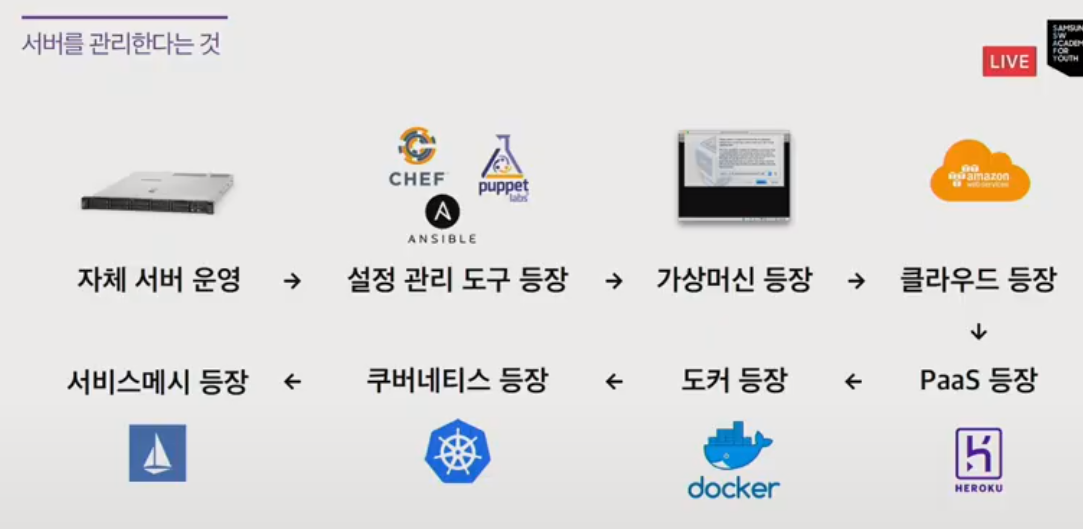 서버를 관리한다는 것
LIVE
SAMSUN
SW
ACADEM
FOR
YOUTH
CHEF
puppet
labs
ANSIBLE
amazon
web services
자체 서버 운영 → 설정 관리 도구 등장 → 가상머신 등장 → 클라우드 등장
↓
서비스메시 등장 ← 쿠버네티스 등장 ← 도커 등장 ← PaaS 등장
docker
HEROKU